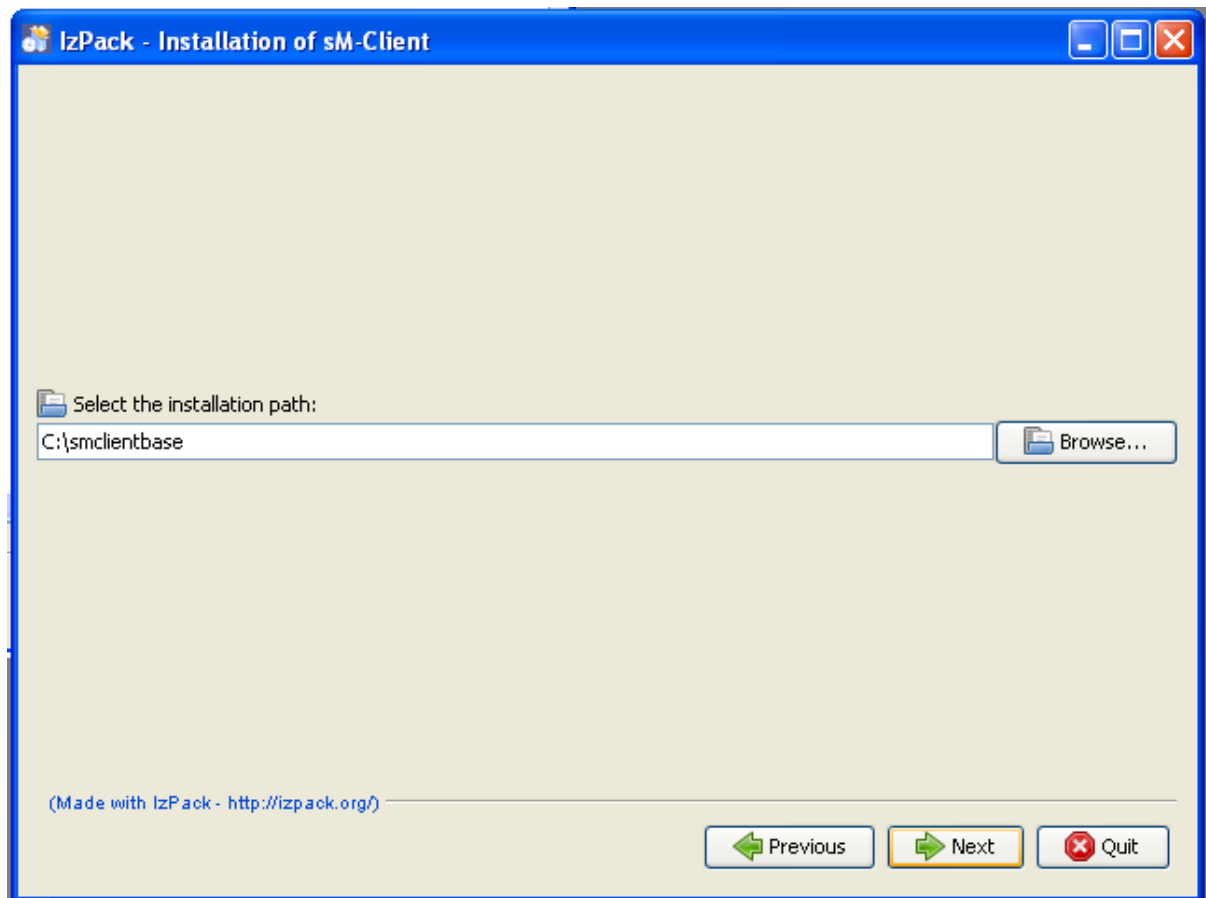 IzPack - Installation of sM-Client
Select the installation path:
C:\smclientbase
Browse...
(Made with IzPack - http://izpack.org/)
Previous
Next
Quit